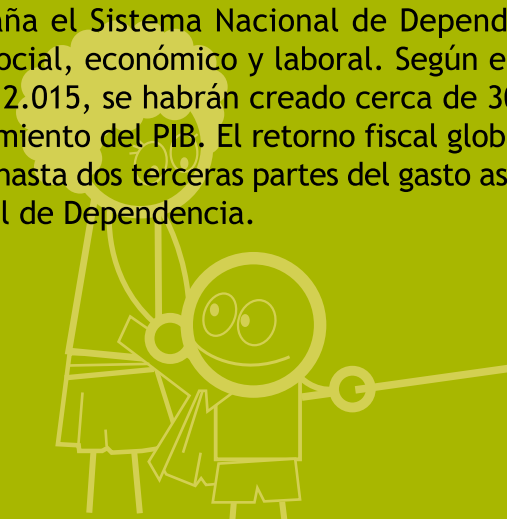 aña el Sistema Nacional de Depend
ocial, económico y laboral. Según e
2.015, se habrán creado cerca de 30
miento del PIB. El retorno fiscal glob
hasta dos terceras partes del gasto as
l de Dependencia.